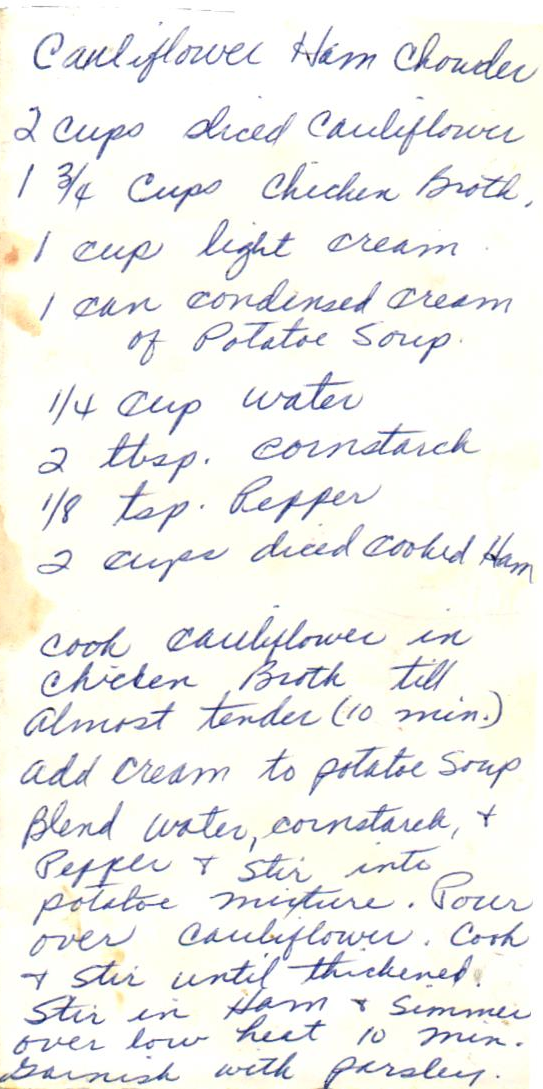 Cauliflower Ham Chowder
2 cups sliced Cauliflower
1 3/4 Cups Chicken Broth.
1 cup light cream
1 can condensed cream
of Potatoe Soup.
1/4 cup water
2 tbsp. cornstarch
1/8 tsp. Pepper
2 cups diced cooked Ham
Cook cauliflower in
Chicken Broth till
Almost tender (10 min.)
Add Cream to potatoe Soup
Blend water, cornstarch, &
Pepper & stir into
potatoe mixture. Pour
over cauliflower. Cook
& stir until thickened.
Stir in Ham & Simmer
over low heat 10 min.
Garnish with parsley.